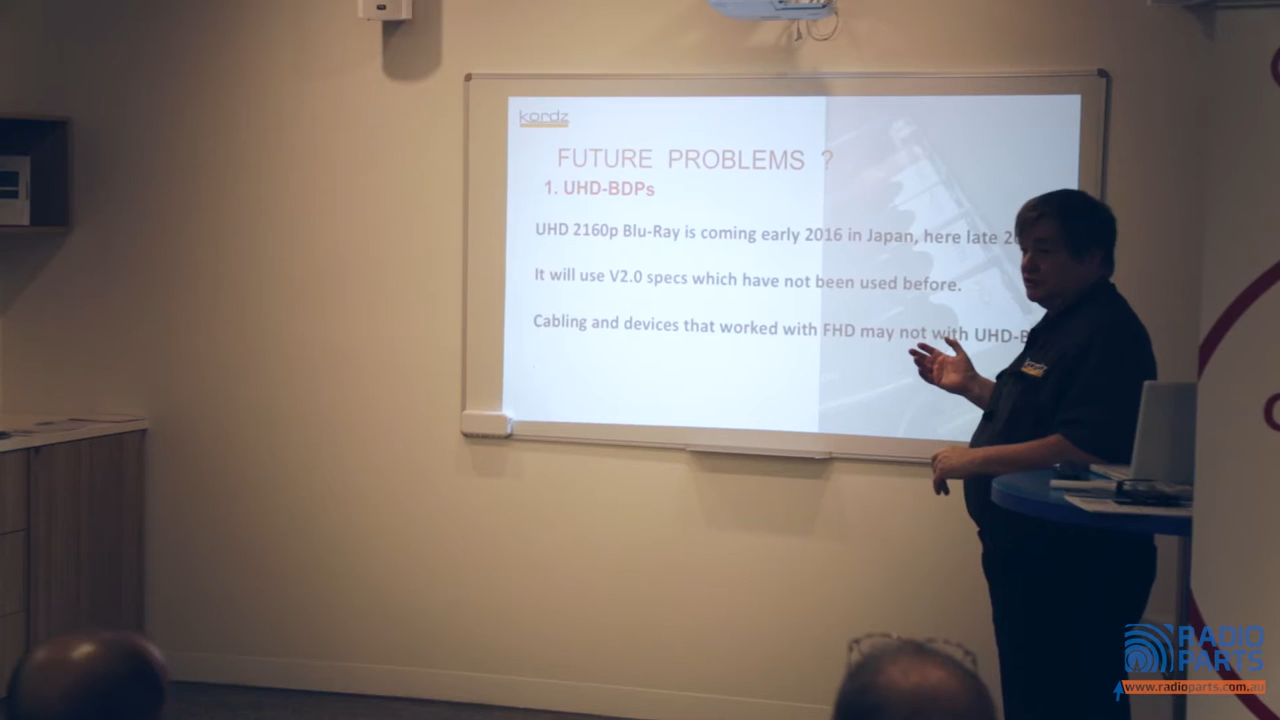 kordz
FUTURE PROBLEMS ?
1. UHD-BDPs
UHD 2160p Blu-Ray is coming early 2016 in Japan, here late
It will use V2.0 specs which have not been used before.
Cabling and devices that worked with FHD may not with
kordz
RADIO
PARTS
www.radioparts.com.au